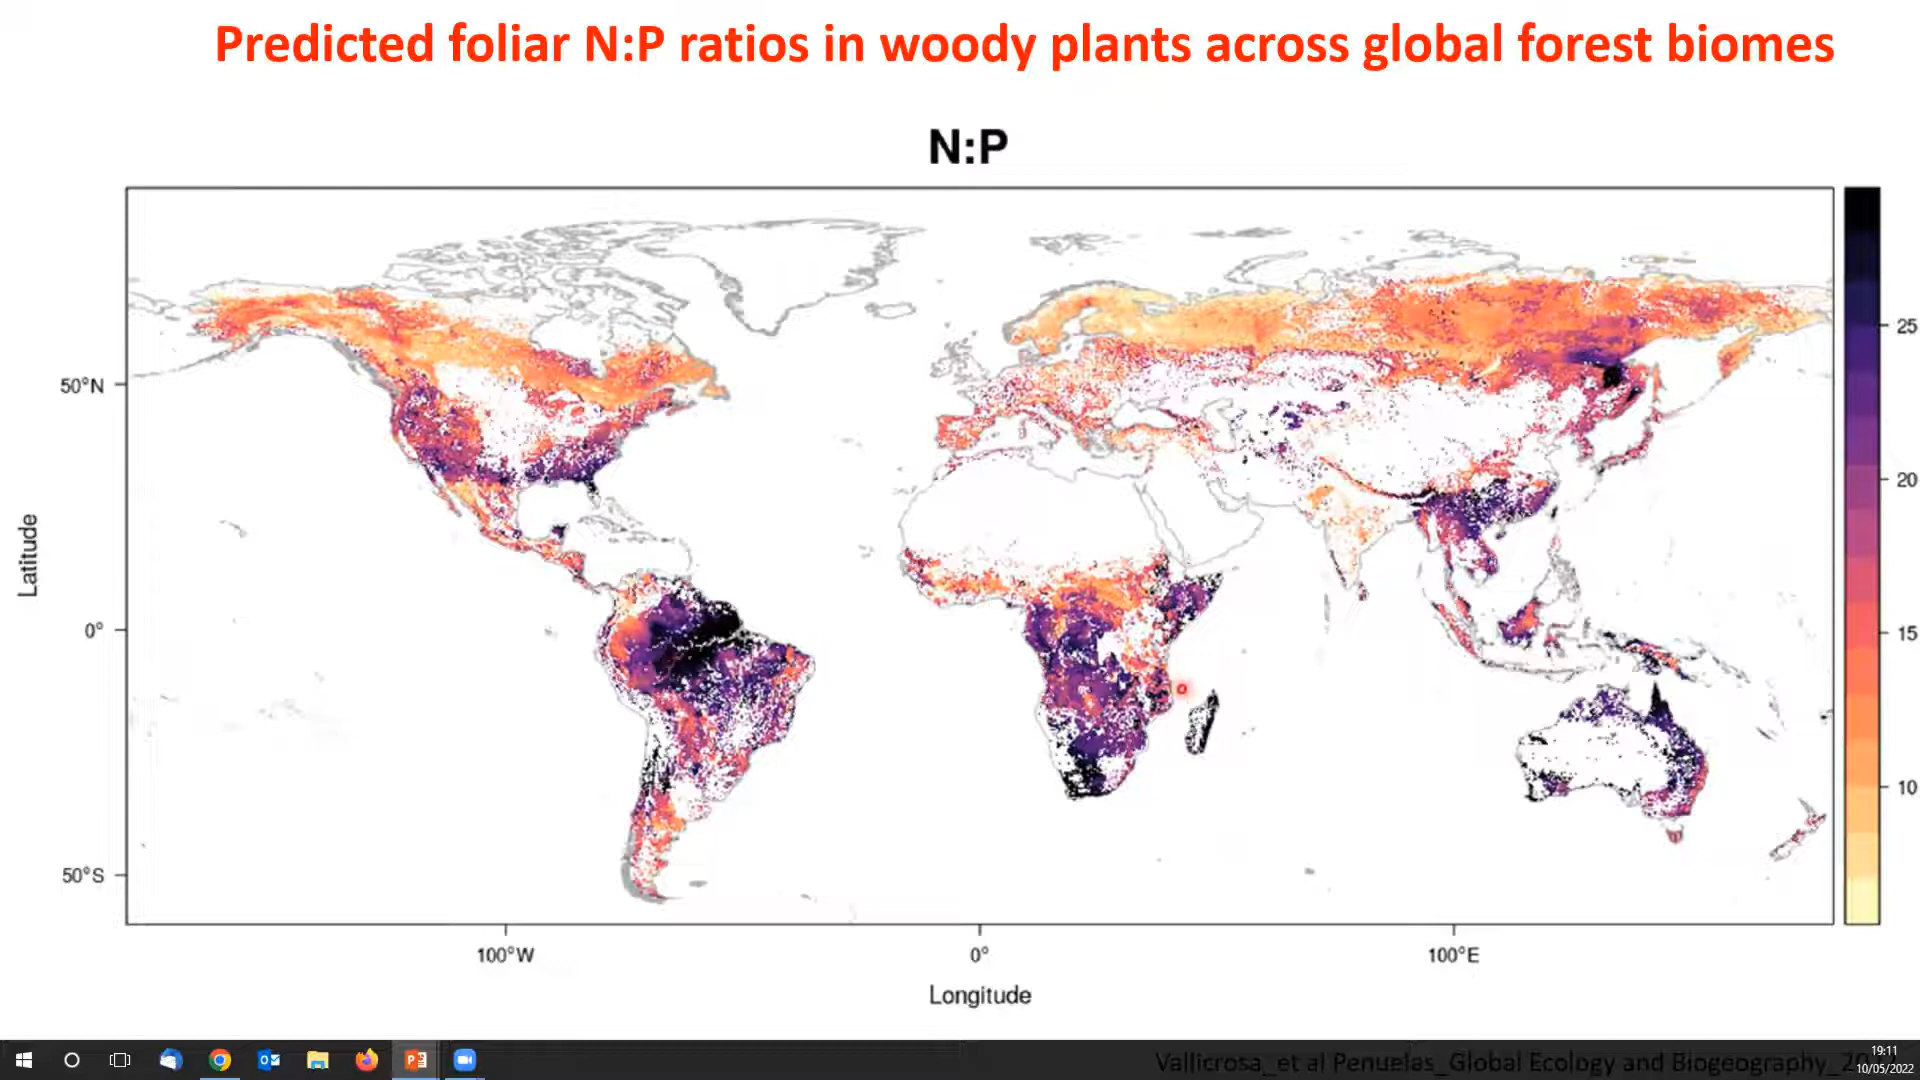 Predicted foliar N:P ratios in woody plants across global forest biomes
N:P
25
50°N
20
Latitude
0°
15
10
50°S
100°W
0°
100°E
Longitude
19:11
Vallicrosa_et al Penuelas_Global Ecology and Biogeography_
10/05/2022